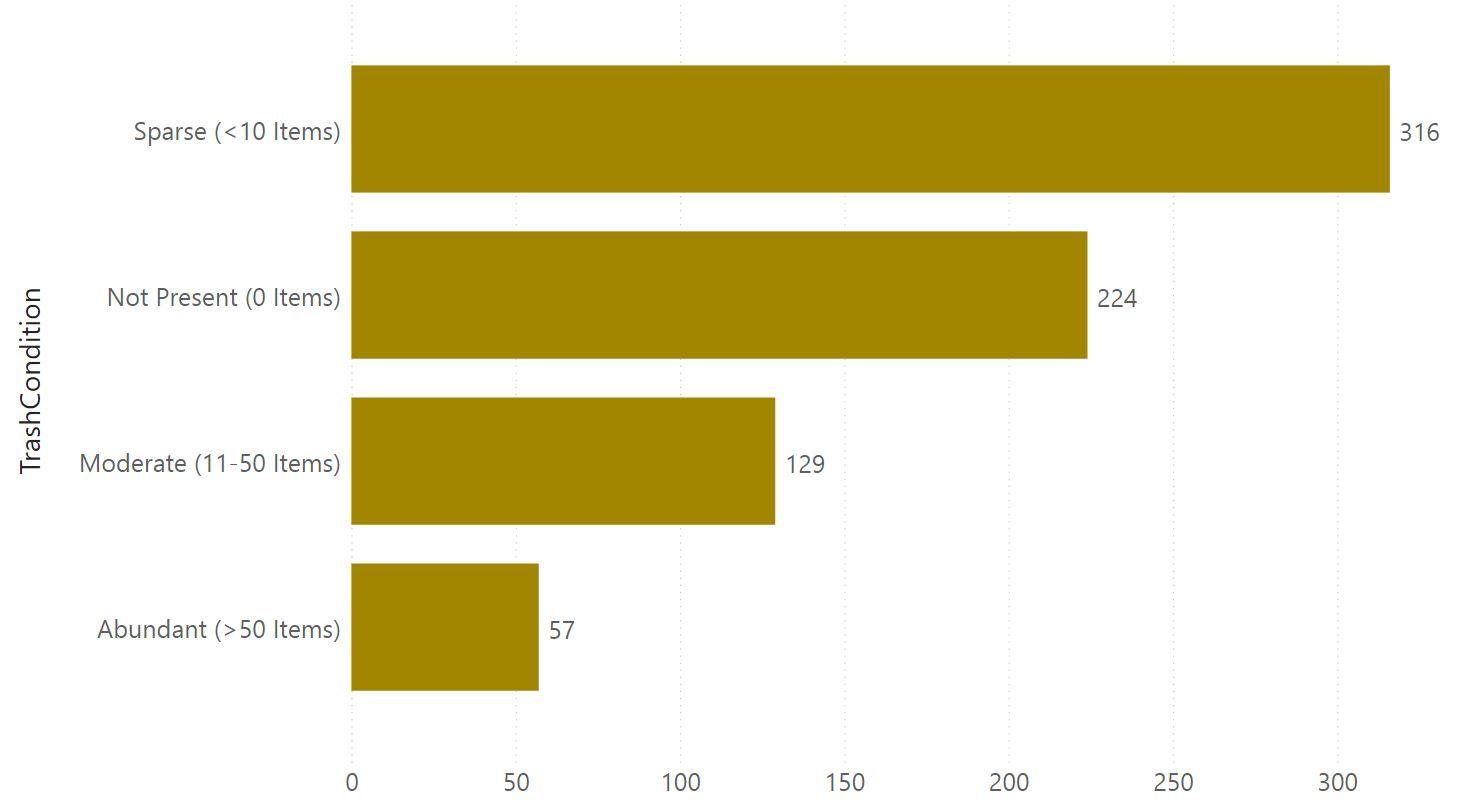 TrashCondition
Sparse (<10 Items)
316
Not Present (0 Items)
224
Moderate (11-50 Items)
129
Abundant (>50 Items)
57
0 50 100 150 200 250 300